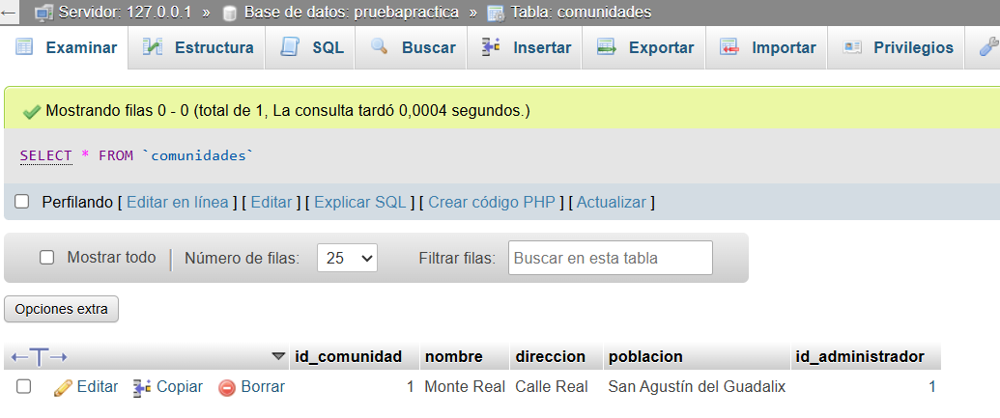 ← Servidor: 127.0.0.1 » Base de datos: pruebapractica » Tabla: comunidades
Examinar Estructura SQL Buscar Insertar Exportar Importar Privilegios
Mostrando filas 0 - 0 (total de 1, La consulta tardó 0,0004 segundos.)
SELECT * FROM `comunidades`
Perfilando [ Editar en línea ] [ Editar ] [ Explicar SQL ] [ Crear código PHP ] [ Actualizar ]
Mostrar todo | Número de filas: 25 Filtrar filas: Buscar en esta tabla
Opciones extra
←T→ id_comunidad nombre direccion poblacion id_administrador
Editar Copiar Borrar 1 Monte Real Calle Real San Agustín del Guadalix 1